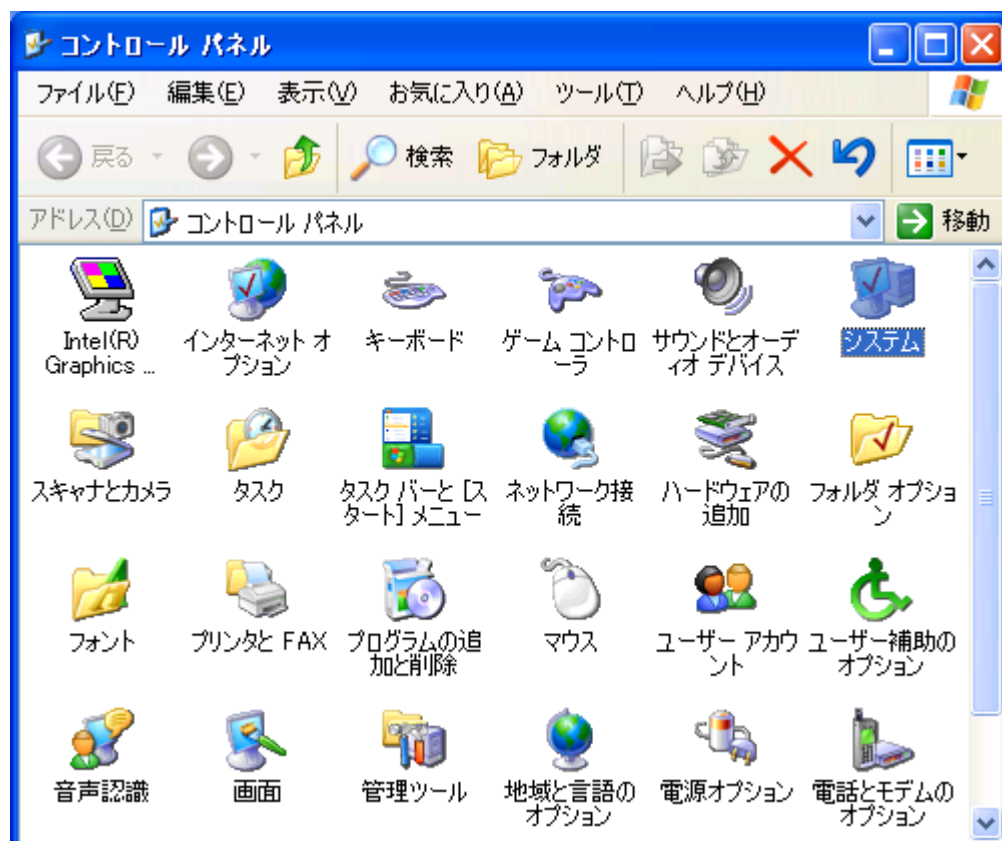 コントロール パネル
ファイル(F) 編集(E) 表示(V) お気に入り(A) ツール(T) ヘルプ(H)
戻る 検索 フォルダ
アドレス(D) コントロール パネル 移動
Intel(R)
Graphics ...
インターネット オ
プション
キーボード
ゲーム コントロ
ーラ
サウンドとオーデ
ィオ デバイス
システム
スキャナとカメラ
タスク
タスク バーと [ス
タート] メニュー
ネットワーク接
続
ハードウェアの
追加
フォルダ オプショ
ン
フォント
プリンタと FAX
プログラムの追
加と削除
マウス
ユーザー アカウ
ント
ユーザー補助の
オプション
音声認識
画面
管理ツール
地域と言語の
オプション
電源オプション
電話とモデムの
オプション